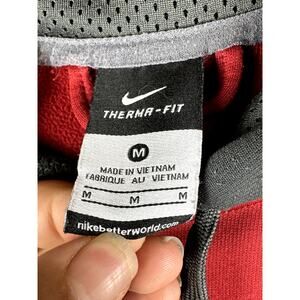 THERMA-FIT
M
MADE IN VIETNAM
FABRIQUE AU VIETNAM
M M M
nikebetterworld.com